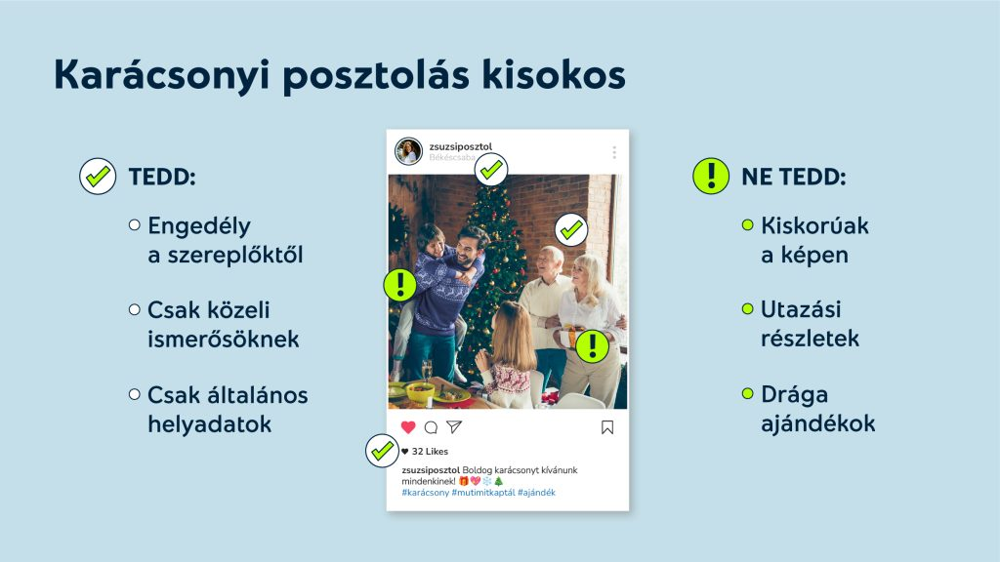 Karácsonyi posztolás kisokos
TEDD:
Engedély
a szereplőktől
Csak közeli
ismerősöknek
Csak általános
helyadatok
zsuzsiposztol
Békéscsaba
32 Likes
zsuzsiposztol Boldog karácsonyt kívánunk
mindenkinek! 🎁💖❄️🎄
#karácsony #mutimitkaptál #ajándék
NE TEDD:
Kiskorúak
a képen
Utazási
részletek
Drága
ajándékok